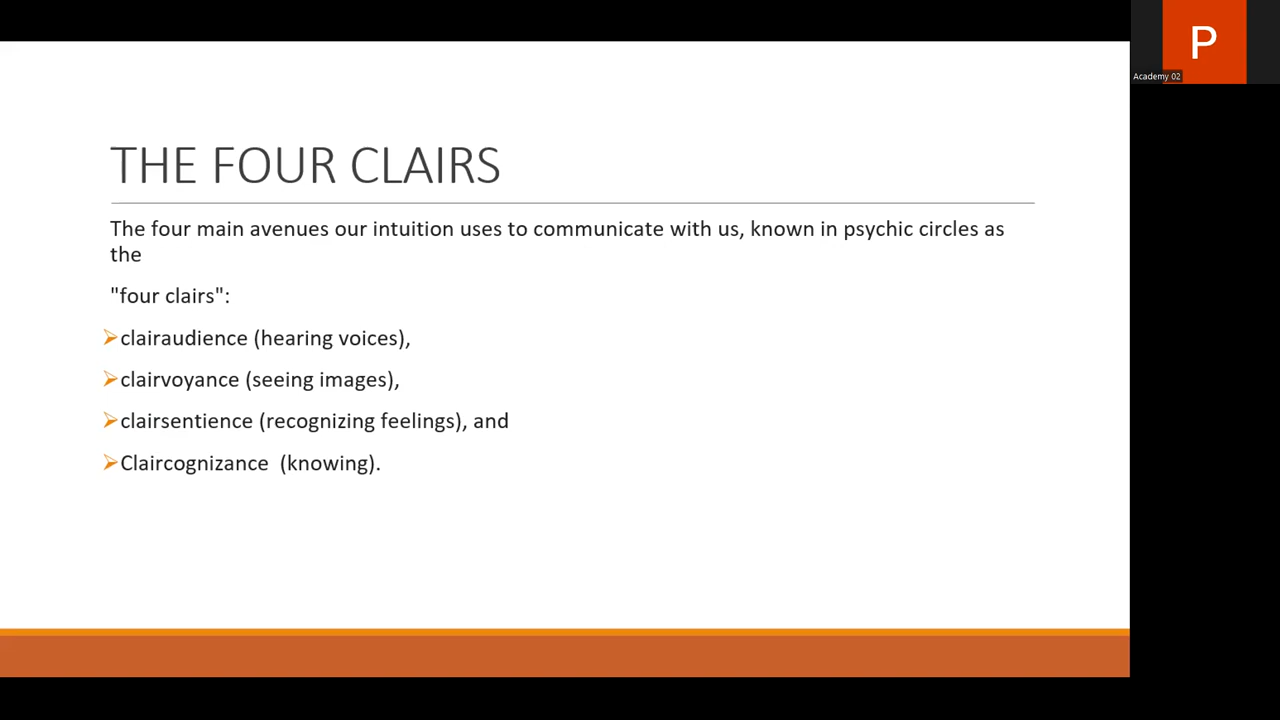 THE FOUR CLAIRS
The four main avenues our intuition uses to communicate with us, known in psychic circles as
the
"four clairs":
clairaudience (hearing voices),
clairvoyance (seeing images),
clairsentience (recognizing feelings), and
Claircognizance  (knowing).
P
Academy 02